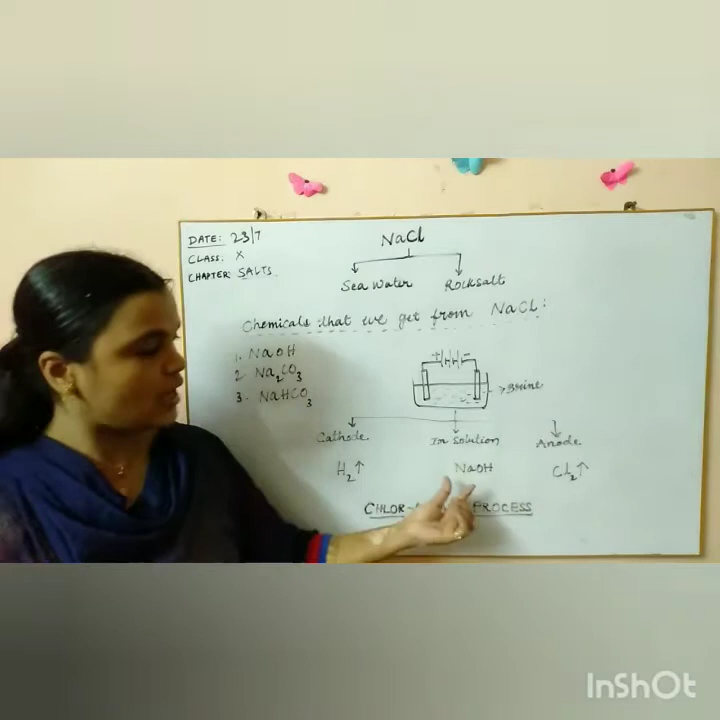 DATE: 23/7
CLASS: X
CHAPTER: SALTS
NaCl
Sea Water Rocksalt
Chemicals that we get from NaCl:
1. NaOH
2. Na₂CO₃
3. NaHCO₃
Brine
Cathode In Solution Anode
H₂↑ NaOH Cl₂↑
CHLOR- PROCESS
InShOt